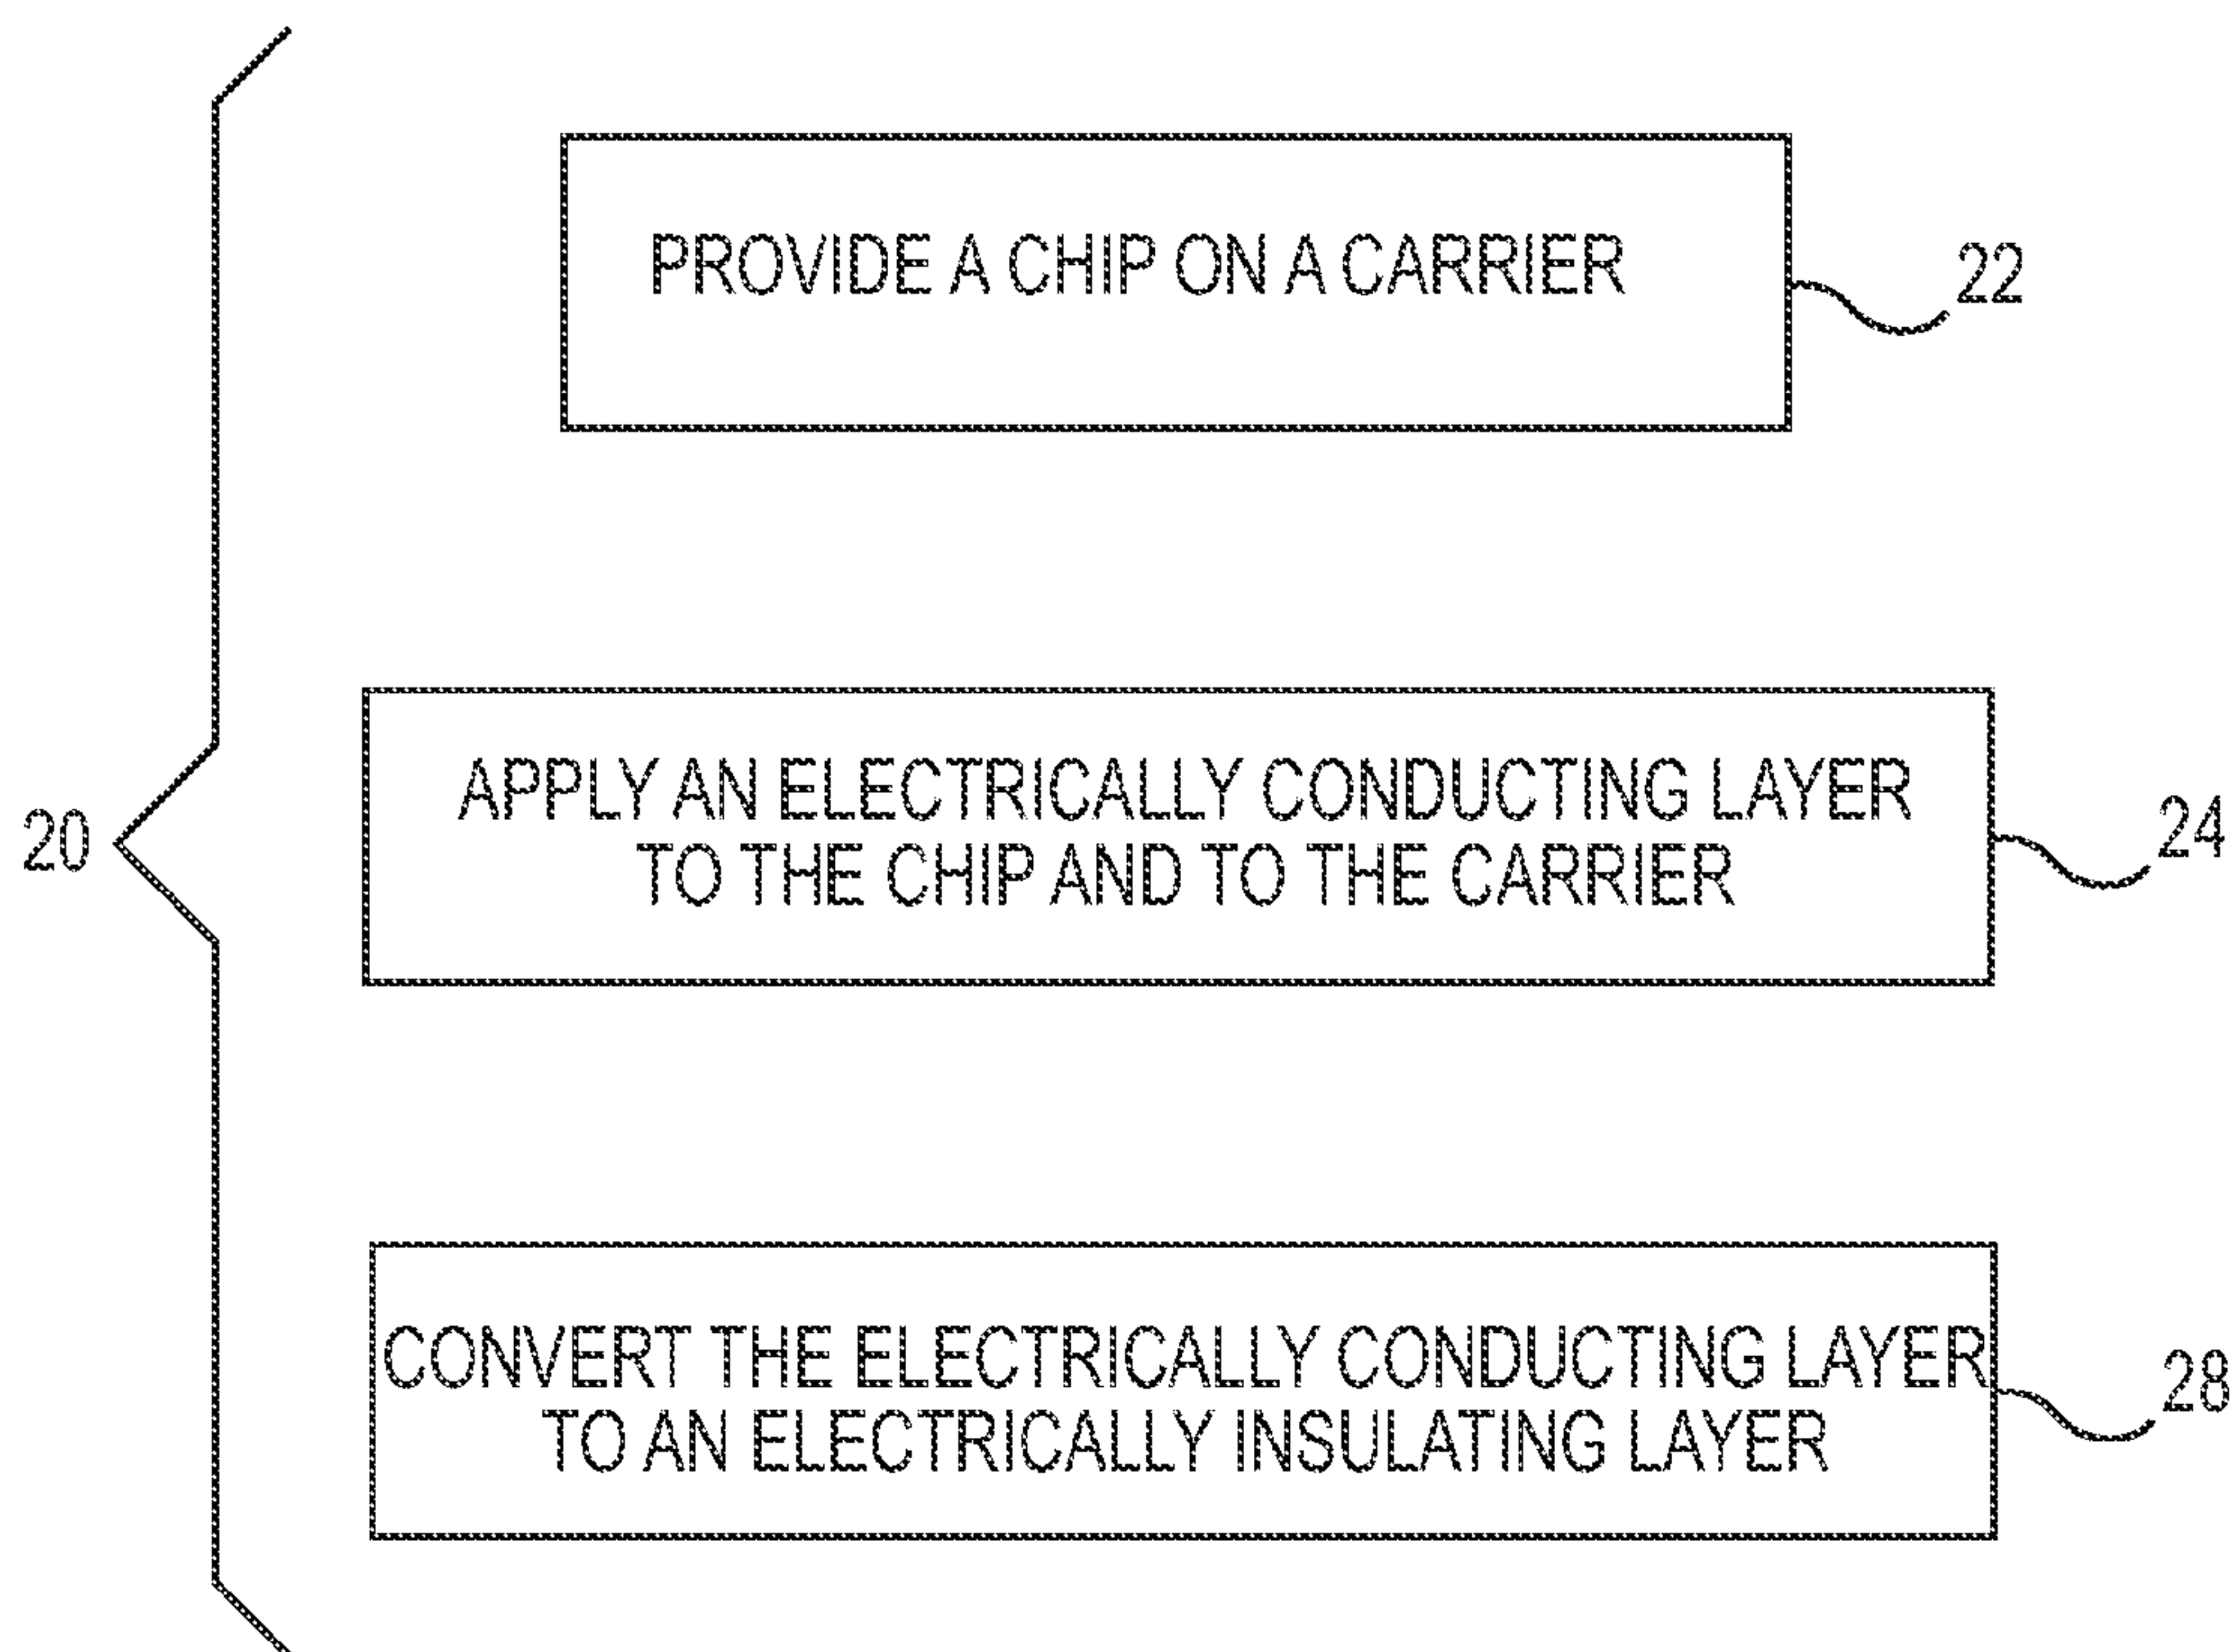 PROVIDE A CHIP ON A CARRIER
22
20
APPLY AN ELECTRICALLY CONDUCTING LAYER
TO THE CHIP AND TO THE CARRIER
24
CONVERT THE ELECTRICALLY CONDUCTING LAYER
TO AN ELECTRICALLY INSULATING LAYER
28